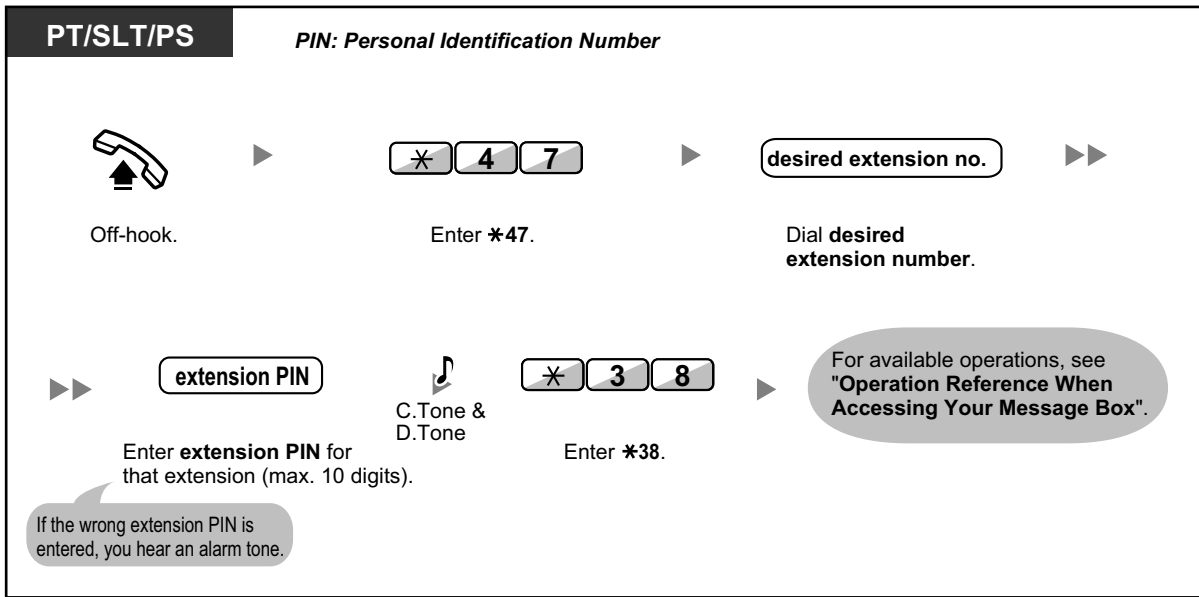 PT/SLT/PS
PIN: Personal Identification Number
✳ 4 7
desired extension no.
Off-hook.
Enter ✳47.
Dial desired
extension number.
extension PIN
C.Tone &
D.Tone
✳ 3 8
For available operations, see
"Operation Reference When
Accessing Your Message Box".
Enter extension PIN for
that extension (max. 10 digits).
Enter ✳38.
If the wrong extension PIN is
entered, you hear an alarm tone.